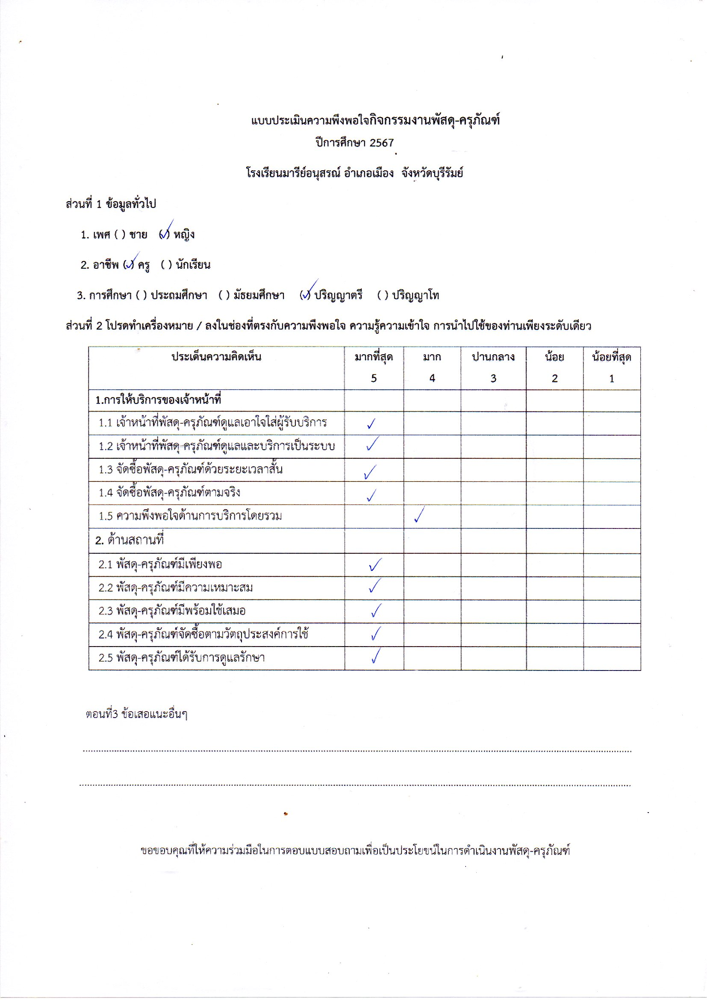 แบบประเมินความพึงพอใจกิจกรรมงานพัสดุ-ครุภัณฑ์
ปีการศึกษา 2567
โรงเรียนมารีย์อนุสรณ์ อำเภอเมือง จังหวัดบุรีรัมย์
ส่วนที่ 1 ข้อมูลทั่วไป
1. เพศ ( ) ชาย (✓) หญิง
2. อาชีพ (✓) ครู ( ) นักเรียน
3. การศึกษา ( ) ประถมศึกษา ( ) มัธยมศึกษา (✓) ปริญญาตรี ( ) ปริญญาโท
ส่วนที่ 2 โปรดทำเครื่องหมาย / ลงในช่องที่ตรงกับความพึงพอใจ ความรู้ความเข้าใจ การนำไปใช้ของท่านเพียงระดับเดียว
ประเด็นความคิดเห็น มากที่สุด มาก ปานกลาง น้อย น้อยที่สุด
5 4 3 2 1
1.การให้บริการของเจ้าหน้าที่
1.1 เจ้าหน้าที่พัสดุ-ครุภัณฑ์ดูแลเอาใจใส่ผู้รับบริการ ✓
1.2 เจ้าหน้าที่พัสดุ-ครุภัณฑ์ดูแลและบริการเป็นระบบ ✓
1.3 จัดซื้อพัสดุ-ครุภัณฑ์ด้วยระยะเวลาสั้น ✓
1.4 จัดซื้อพัสดุ-ครุภัณฑ์ตามจริง ✓
1.5 ความพึงพอใจด้านการบริการโดยรวม ✓
2. ด้านสถานที่
2.1 พัสดุ-ครุภัณฑ์มีเพียงพอ ✓
2.2 พัสดุ-ครุภัณฑ์มีความเหมาะสม ✓
2.3 พัสดุ-ครุภัณฑ์มีพร้อมใช้เสมอ ✓
2.4 พัสดุ-ครุภัณฑ์จัดซื้อตามวัตถุประสงค์การใช้ ✓
2.5 พัสดุ-ครุภัณฑ์ได้รับการดูแลรักษา ✓
ตอนที่3 ข้อเสอแนะอื่นๆ
ขอขอบคุณที่ให้ความร่วมมือในการตอบแบบสอบถามเพื่อเป็นประโยขน์ในการดำเนินงานพัสดุ-ครุภัณฑ์